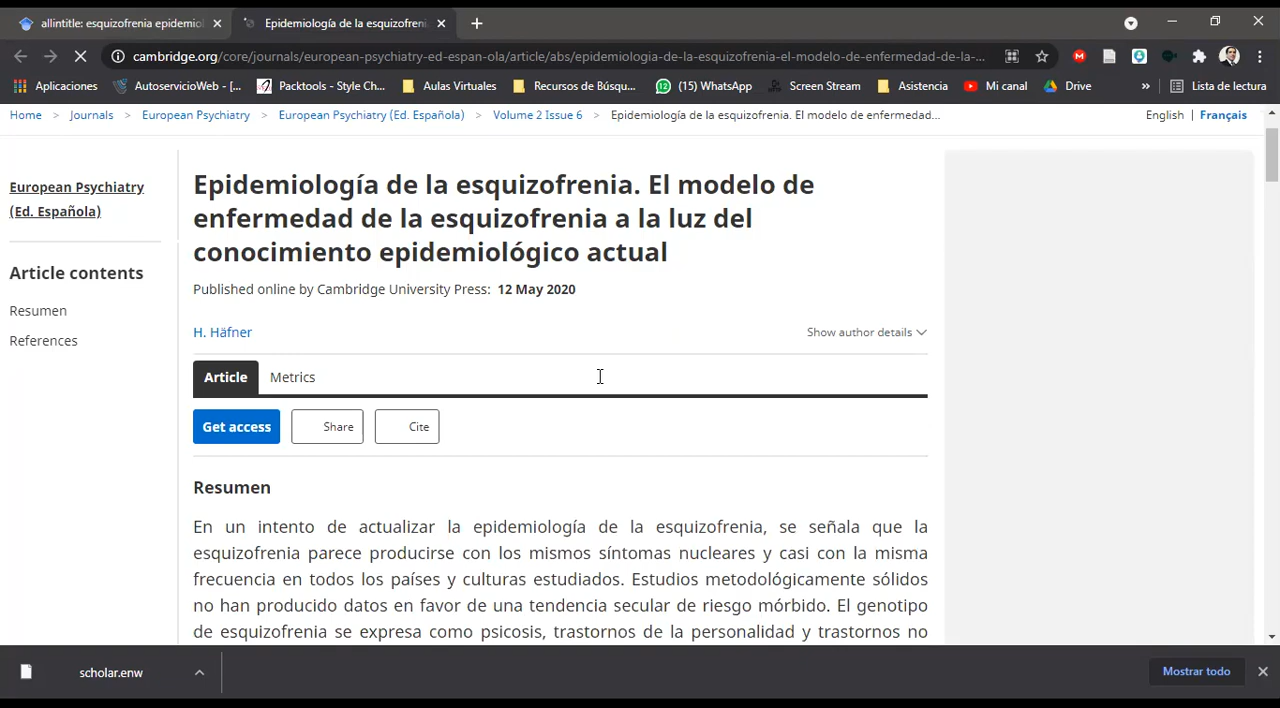 allintitle: esquizofrenia epidemiol
Epidemiología de la esquizofreni
cambridge.org/core/journals/european-psychiatry-ed-espan-ola/article/abs/epidemiologia-de-la-esquizofrenia-el-modelo-de-enfermedad-de-la-...
Aplicaciones
AutoservicioWeb - [...
Packtools - Style Ch...
Aulas Virtuales
Recursos de Búsqu...
12
(15) WhatsApp
Screen Stream
Asistencia
Mi canal
Drive
»
Lista de lectura
Home > Journals > European Psychiatry > European Psychiatry (Ed. Española) > Volume 2 Issue 6 > Epidemiología de la esquizofrenia. El modelo de enfermedad...
English | Français
European Psychiatry
(Ed. Española)
Article contents
Resumen
References
Epidemiología de la esquizofrenia. El modelo de
enfermedad de la esquizofrenia a la luz del
conocimiento epidemiológico actual
Published online by Cambridge University Press: 12 May 2020
H. Häfner
Show author details
Article
Metrics
Get access
Share
Cite
Resumen
En un intento de actualizar la epidemiología de la esquizofrenia, se señala que la
esquizofrenia parece producirse con los mismos síntomas nucleares y casi con la misma
frecuencia en todos los países y culturas estudiados. Estudios metodológicamente sólidos
no han producido datos en favor de una tendencia secular de riesgo mórbido. El genotipo
de esquizofrenia se expresa como psicosis, trastornos de la personalidad y trastornos no
scholar.enw
Mostrar todo